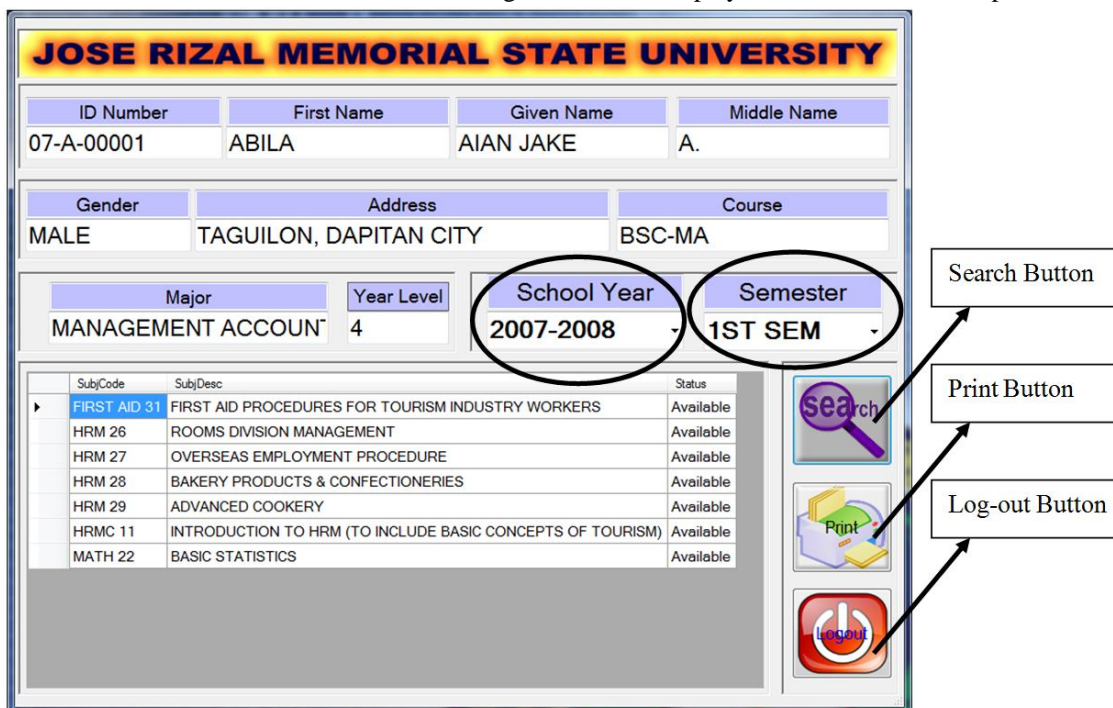 JOSE RIZAL MEMORIAL STATE UNIVERSITY
ID Number First Name Given Name Middle Name
07-A-00001 ABILA AIAN JAKE A.
Gender Address Course
MALE TAGUILON, DAPITAN CITY BSC-MA
Major Year Level School Year Semester
MANAGEMENT ACCOUN 4 2007-2008 1ST SEM
SubjCode SubjDesc Status
FIRST AID 31 FIRST AID PROCEDURES FOR TOURISM INDUSTRY WORKERS Available
HRM 26 ROOMS DIVISION MANAGEMENT Available
HRM 27 OVERSEAS EMPLOYMENT PROCEDURE Available
HRM 28 BAKERY PRODUCTS & CONFECTIONERIES Available
HRM 29 ADVANCED COOKERY Available
HRMC 11 INTRODUCTION TO HRM (TO INCLUDE BASIC CONCEPTS OF TOURISM) Available
MATH 22 BASIC STATISTICS Available
search
Print
Logout
Search Button
Print Button
Log-out Button